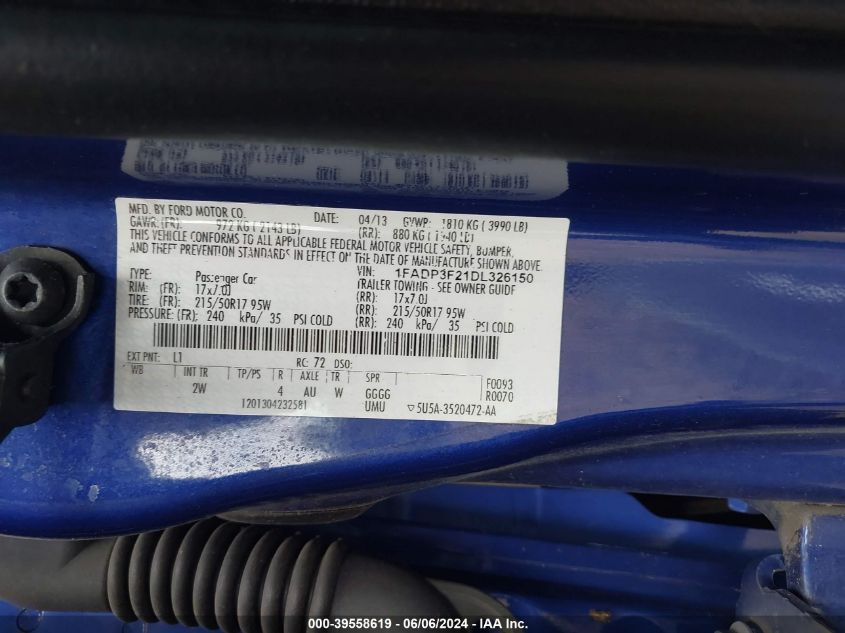 MFD. BY FORD MOTOR CO. DATE: 04/13 GVWR: 1810 KG ( 3990 LB)
GAWR: (FR): 972 KG ( 2143 LB) (RR): 880 KG ( 1940 LB)
THIS VEHICLE CONFORMS TO ALL APPLICABLE FEDERAL MOTOR VEHICLE SAFETY, BUMPER,
AND THEFT PREVENTION STANDARDS IN EFFECT ON THE DATE OF MANUFACTURE SHOWN ABOVE.
VIN: 1FADP3F21DL326150
TYPE: Passenger Car TRAILER TOWING - SEE OWNER GUIDE
RIM: (FR) 17x7.0J (RR): 17x7.0J
TIRE: (FR) 215/50R17 95W (RR): 215/50R17 95W
PRESSURE: (FR): 240 kPa/ 35 PSI COLD (RR): 240 kPa/ 35 PSI COLD
EXT PNT: L1 RC: 72 DSO:
WB INT TR TP/PS R AXLE TR SPR F0093
2W 4 AU W GGGG R0070
1201304232581 UMU ▽5U5A-3520472-AA
000-39558619 - 06/06/2024 - IAA Auctions